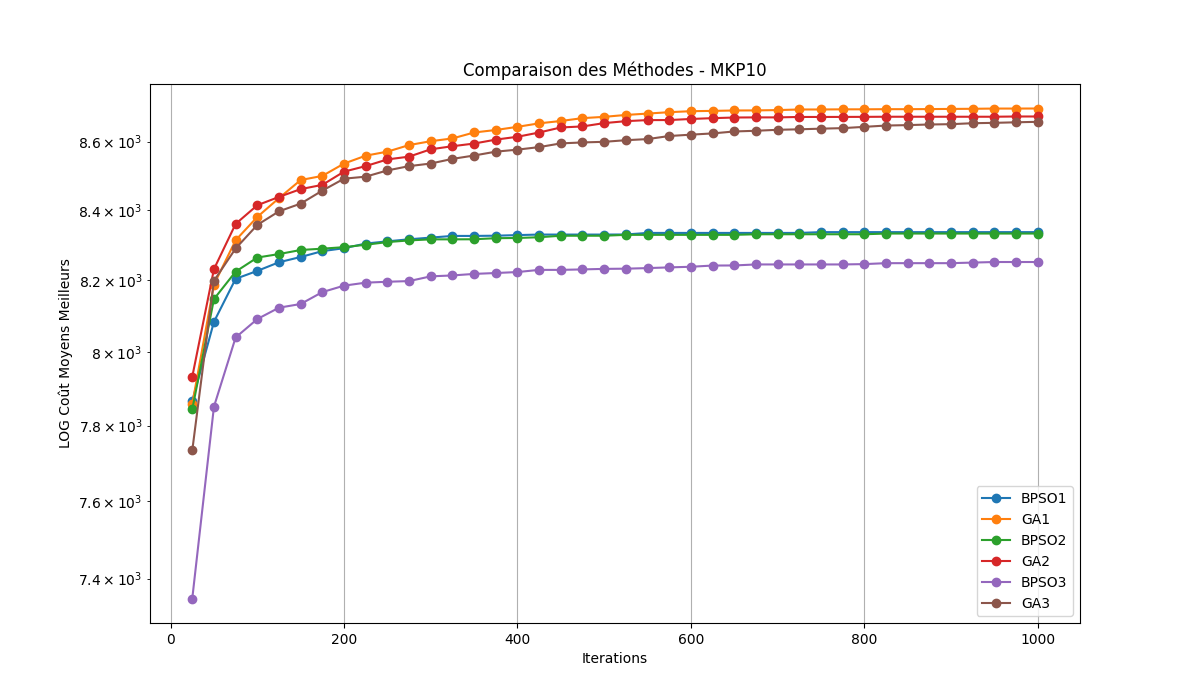 Comparaison des Méthodes - MKP10
LOG Coût Moyens Meilleurs
8.6 × 10³
8.4 × 10³
8.2 × 10³
8 × 10³
7.8 × 10³
7.6 × 10³
7.4 × 10³
BPSO1
GA1
BPSO2
GA2
BPSO3
GA3
0 200 400 600 800 1000
Iterations